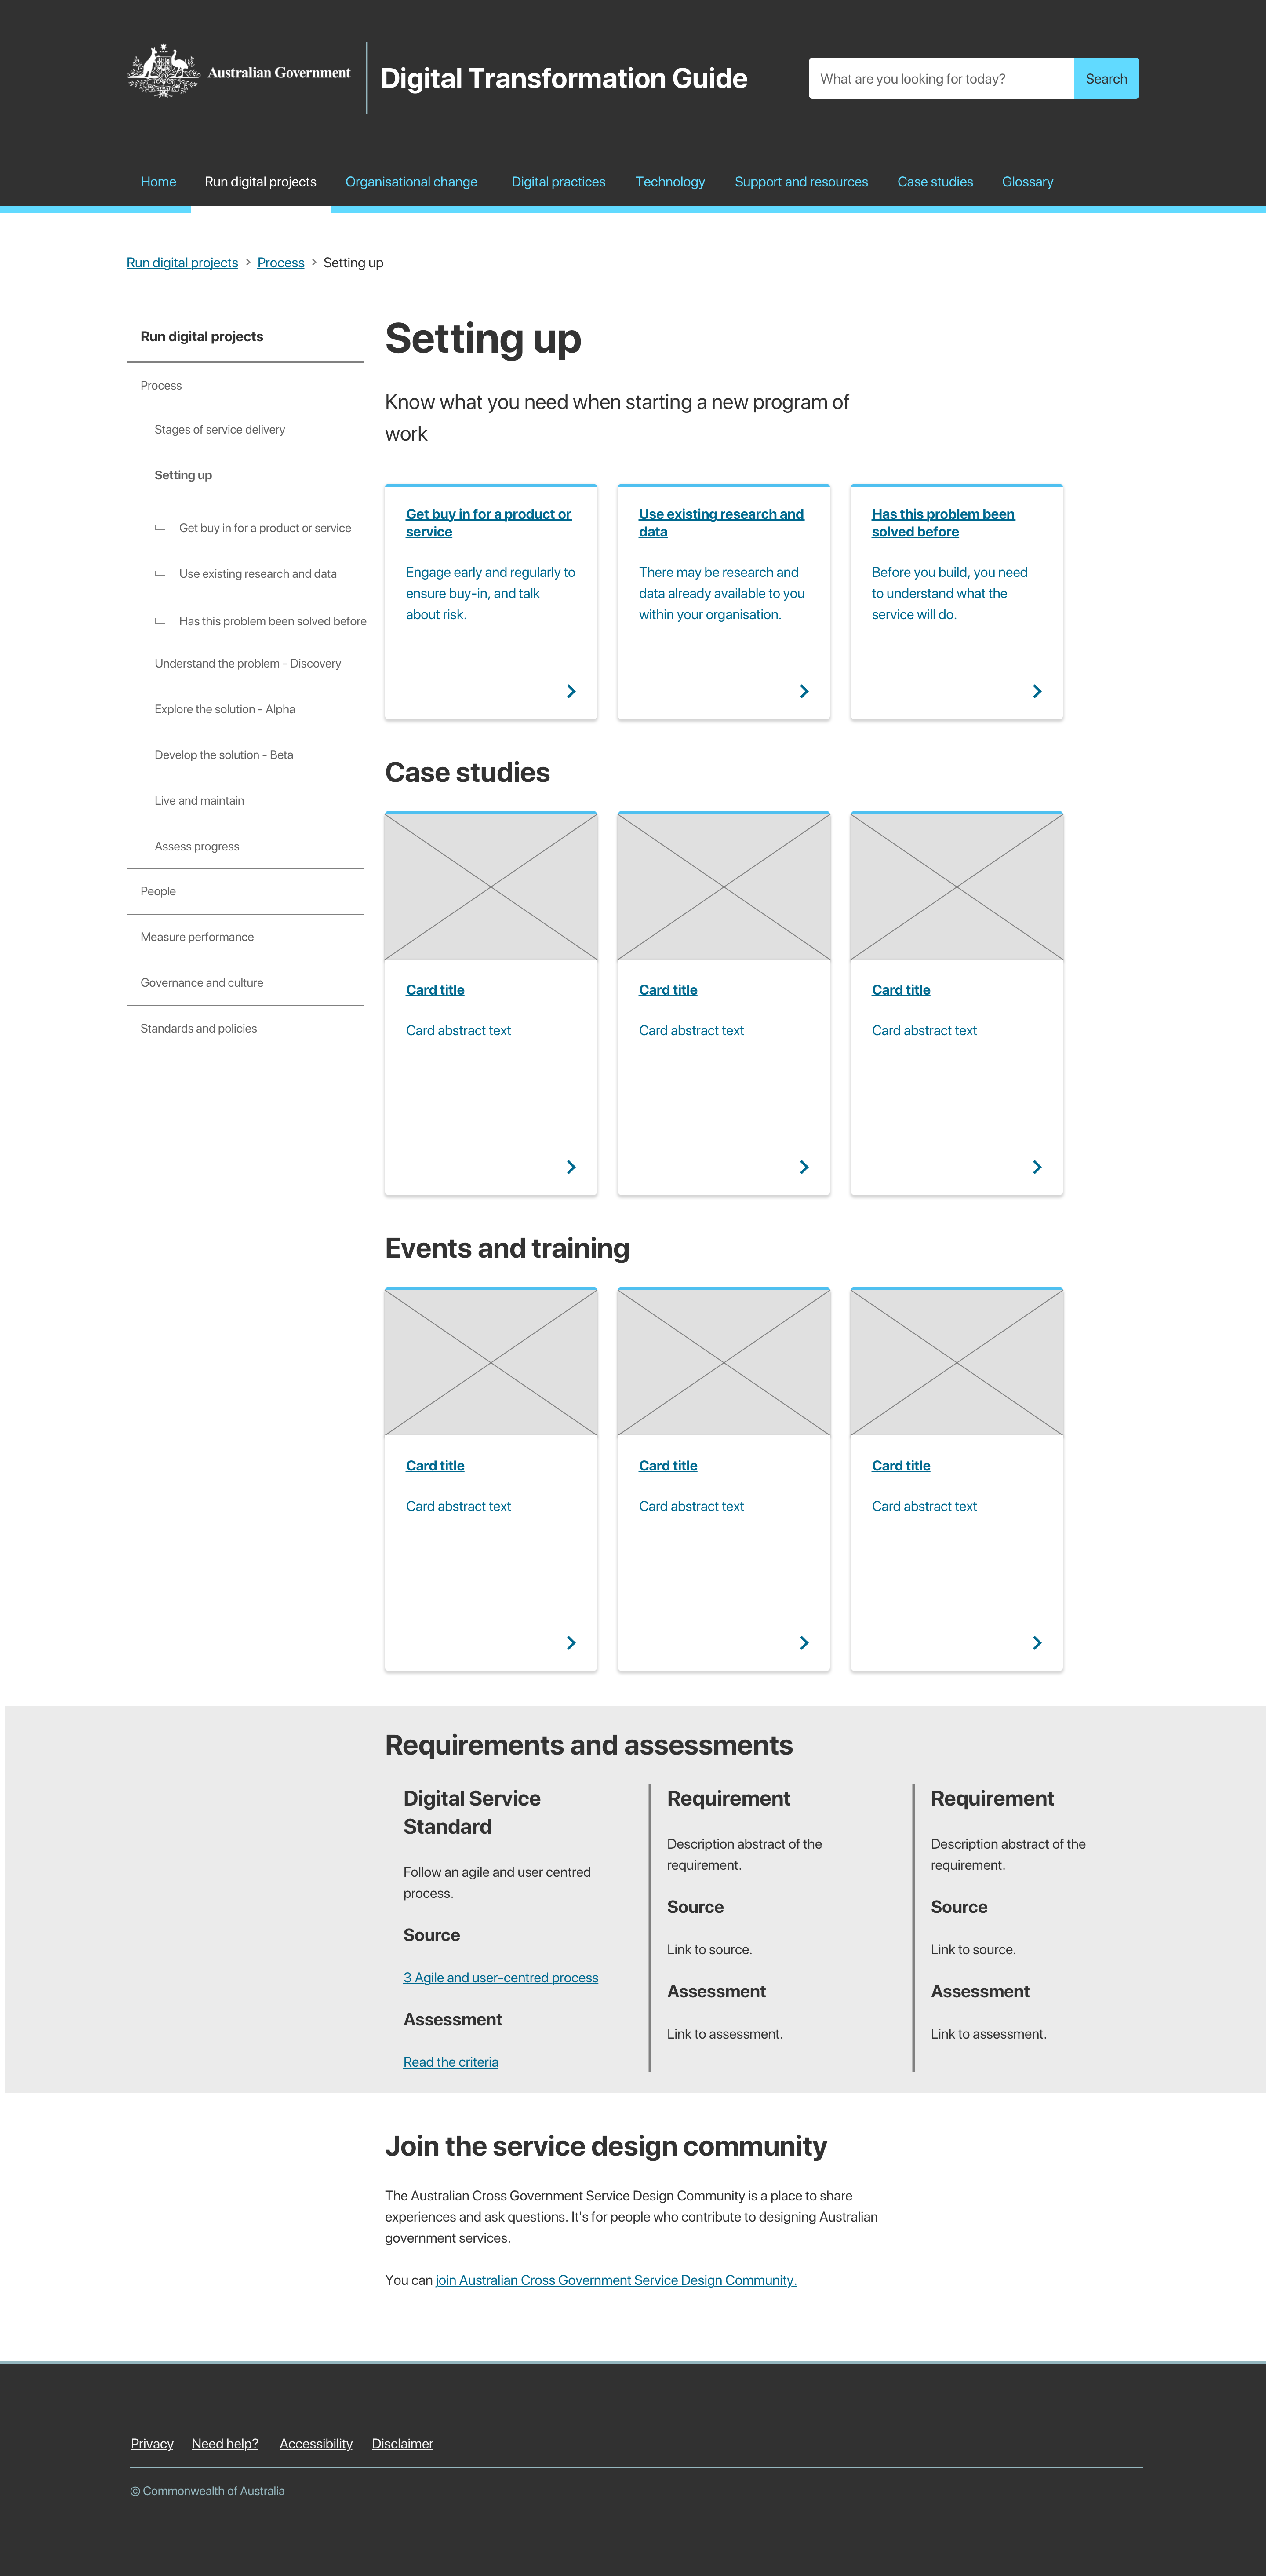 Australian Government
Digital Transformation Guide
What are you looking for today?
Search
Home
Run digital projects
Organisational change
Digital practices
Technology
Support and resources
Case studies
Glossary
Run digital projects
Process
Setting up
Run digital projects
Process
Stages of service delivery
Setting up
Get buy in for a product or service
Use existing research and data
Has this problem been solved before
Understand the problem - Discovery
Explore the solution - Alpha
Develop the solution - Beta
Live and maintain
Assess progress
People
Measure performance
Governance and culture
Standards and policies
Setting up
Know what you need when starting a new program of
work
Get buy in for a product or
service
Engage early and regularly to
ensure buy-in, and talk
about risk.
Use existing research and
data
There may be research and
data already available to you
within your organisation.
Has this problem been
solved before
Before you build, you need
to understand what the
service will do.
Case studies
Card title
Card abstract text
Card title
Card abstract text
Card title
Card abstract text
Events and training
Card title
Card abstract text
Card title
Card abstract text
Card title
Card abstract text
Requirements and assessments
Digital Service
Standard
Follow an agile and user centred
process.
Source
3 Agile and user-centred process
Assessment
Read the criteria
Requirement
Description abstract of the
requirement.
Source
Link to source.
Assessment
Link to assessment.
Requirement
Description abstract of the
requirement.
Source
Link to source.
Assessment
Link to assessment.
Join the service design community
The Australian Cross Government Service Design Community is a place to share
experiences and ask questions. It's for people who contribute to designing Australian
government services.
You can join Australian Cross Government Service Design Community.
Privacy
Need help?
Accessibility
Disclaimer
© Commonwealth of Australia